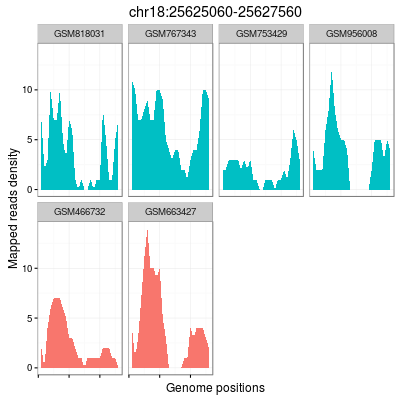 chr18:25625060-25627560
GSM818031 GSM767343 GSM753429 GSM956008
10
5
0
Mapped reads density
GSM466732 GSM663427
10
5
0
Genome positions